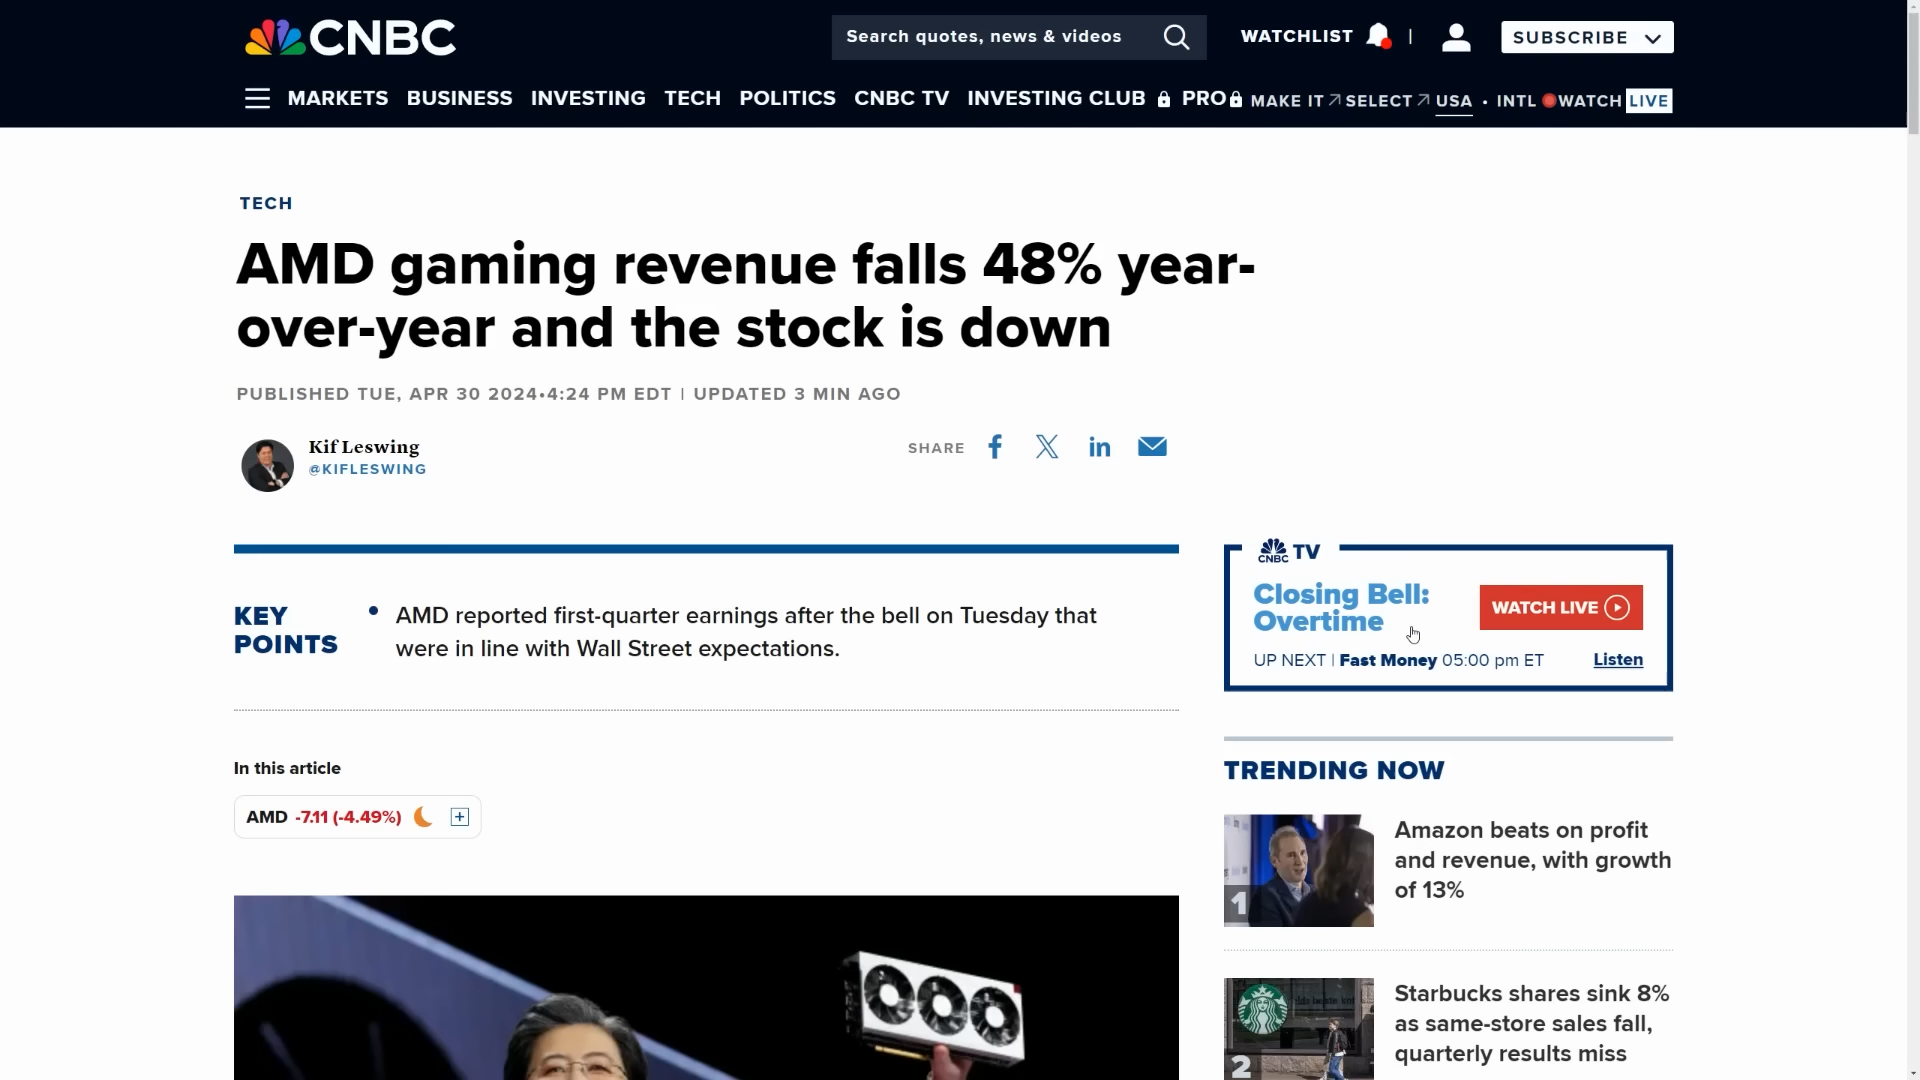 CNBC
Search quotes, news & videos
WATCHLIST
|
SUBSCRIBE
MARKETS BUSINESS INVESTING TECH POLITICS CNBC TV INVESTING CLUB PRO MAKE IT SELECT USA • INTL WATCH LIVE
TECH
AMD gaming revenue falls 48% year-
over-year and the stock is down
PUBLISHED TUE, APR 30 2024•4:24 PM EDT | UPDATED 3 MIN AGO
Kif Leswing
@KIFLESWING
SHARE
KEY
POINTS
• AMD reported first-quarter earnings after the bell on Tuesday that
were in line with Wall Street expectations.
In this article
AMD -7.11 (-4.49%)
CNBC TV
Closing Bell:
Overtime
WATCH LIVE
UP NEXT | Fast Money 05:00 pm ET
Listen
TRENDING NOW
1
Amazon beats on profit
and revenue, with growth
of 13%
2
Starbucks shares sink 8%
as same-store sales fall,
quarterly results miss